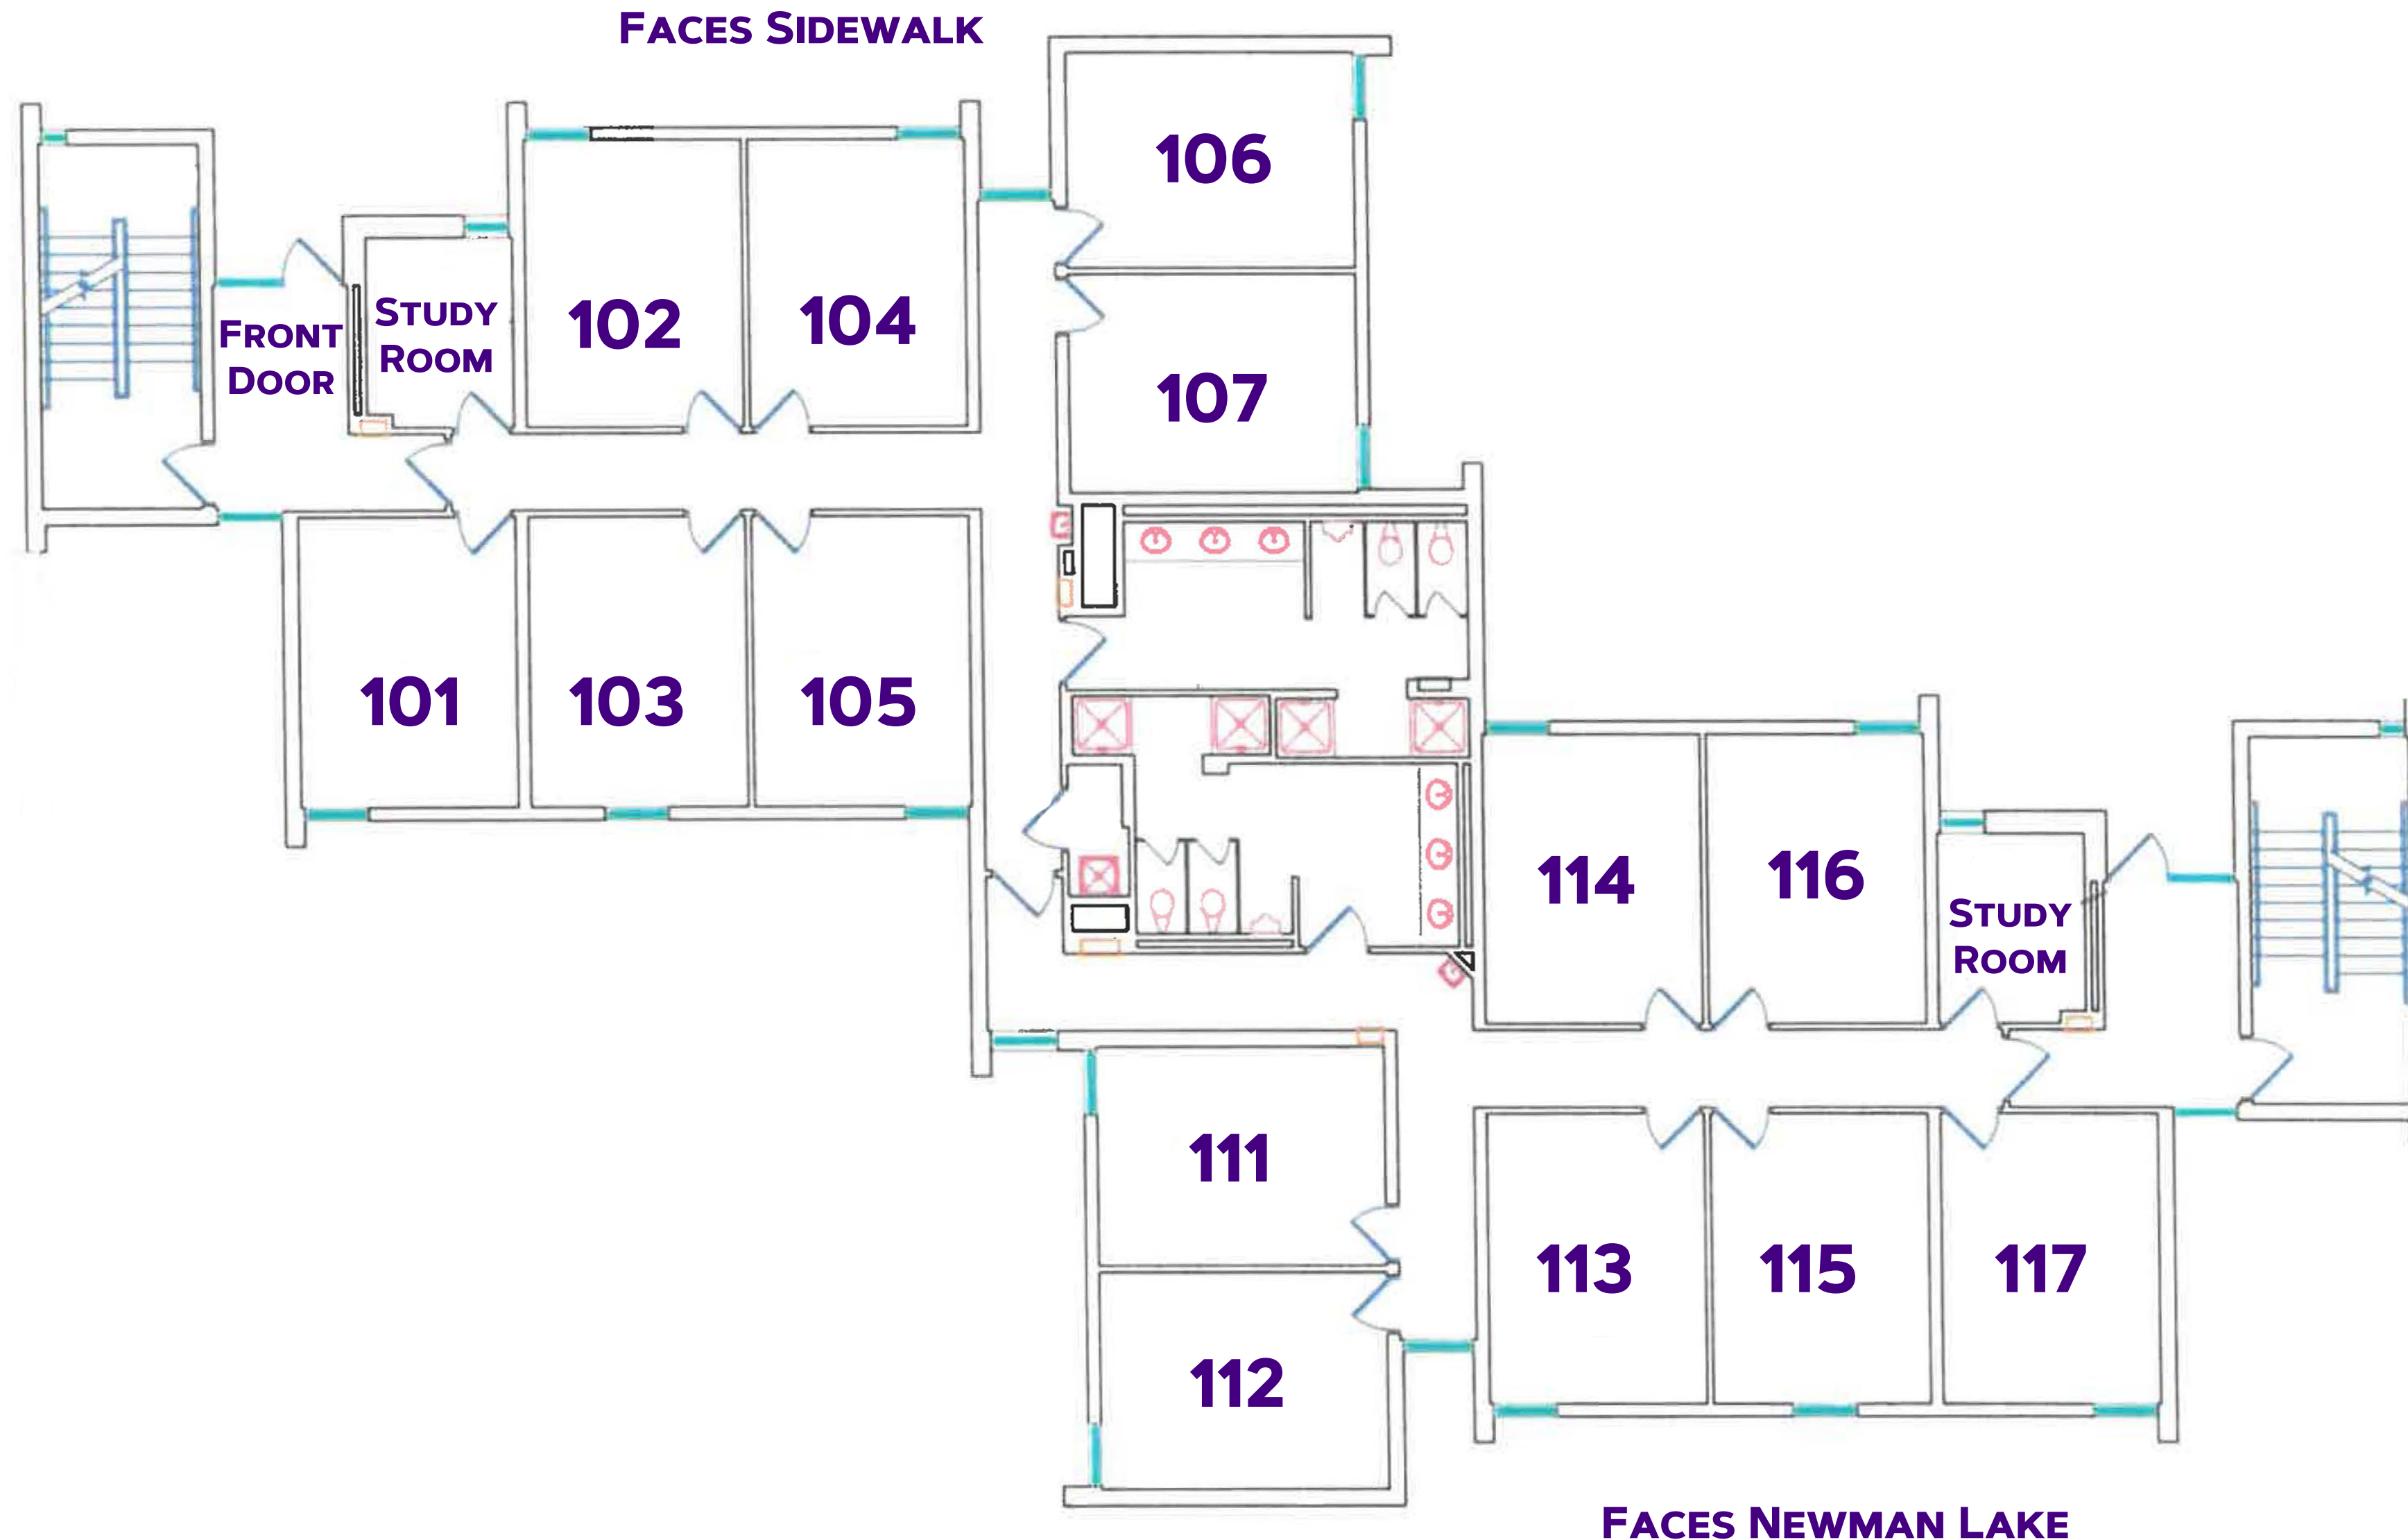 FACES SIDEWALK
106
102
104
STUDY
ROOM
FRONT
DOOR
107
101
103
105
114
116
STUDY
ROOM
111
113
115
117
112
FACES NEWMAN LAKE